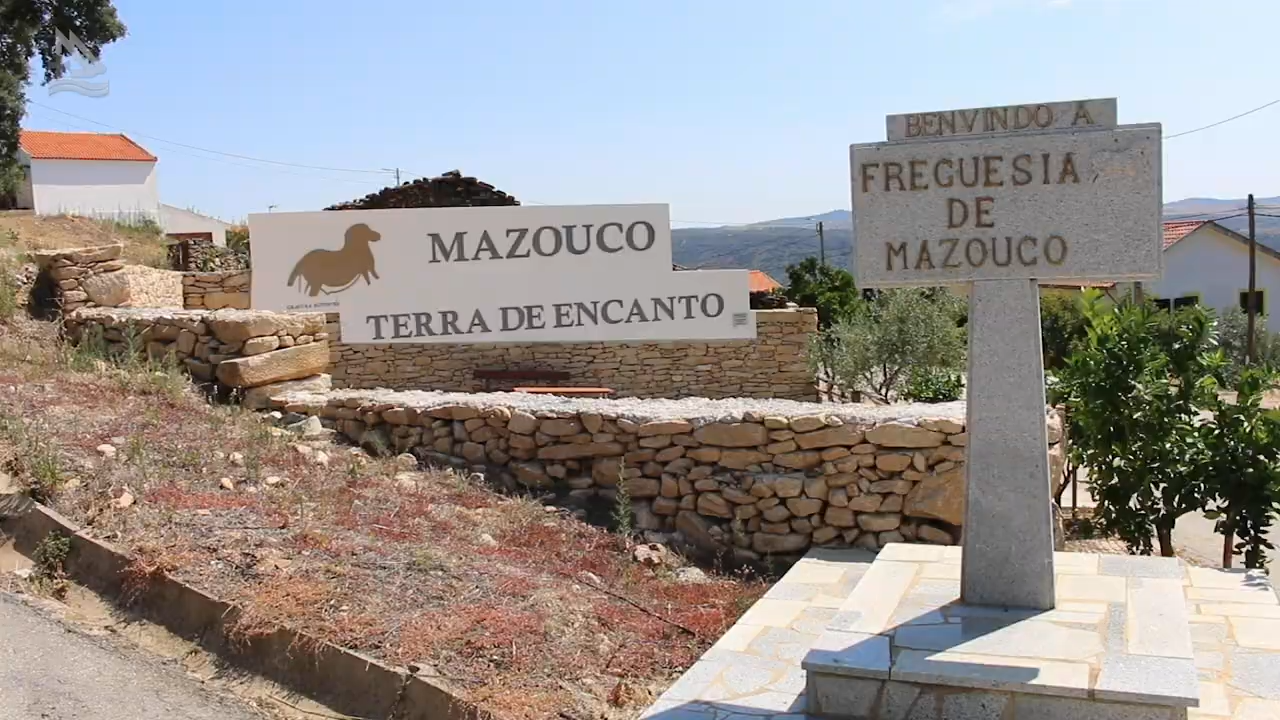 MAZOUCO
TERRA DE ENCANTO
BENVINDO A
FREGUESIA
DE
MAZOUCO